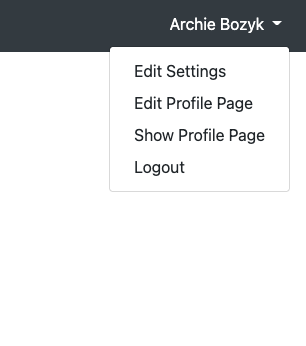 Archie Bozyk
Edit Settings
Edit Profile Page
Show Profile Page
Logout